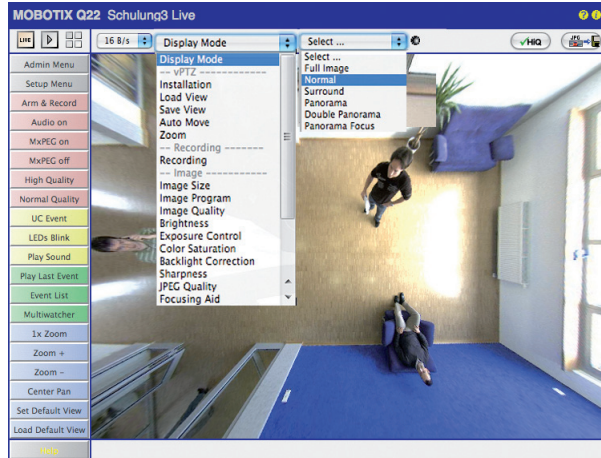 MOBOTIX Q22 Schulung3 Live
LIVE
16 B/s
Display Mode
Select ...
HiQ
JPG
Display Mode
-- vPTZ ------------
Installation
Load View
Save View
Auto Move
Zoom
-- Recording -------
Recording
-- Image -----------
Image Size
Image Program
Image Quality
Brightness
Exposure Control
Color Saturation
Backlight Correction
Sharpness
JPEG Quality
Focusing Aid
Select ...
Full Image
Normal
Surround
Panorama
Double Panorama
Panorama Focus
Admin Menu
Setup Menu
Arm & Record
Audio on
MxPEG on
MxPEG off
High Quality
Normal Quality
UC Event
LEDs Blink
Play Sound
Play Last Event
Event List
Multiwatcher
1x Zoom
Zoom +
Zoom -
Center Pan
Set Default View
Load Default View
Help